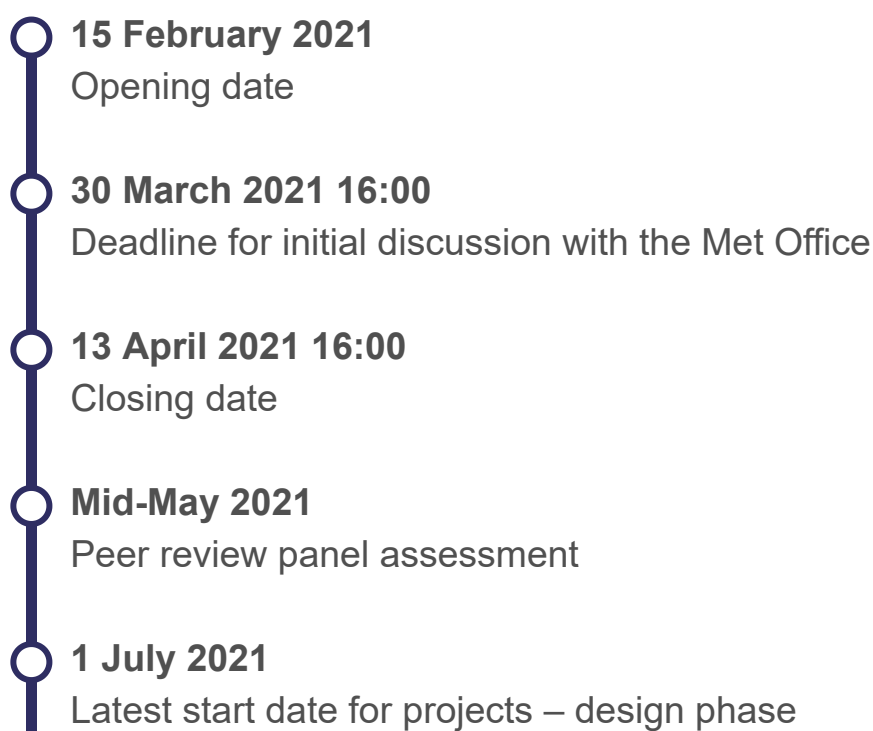 15 February 2021
Opening date
30 March 2021 16:00
Deadline for initial discussion with the Met Office
13 April 2021 16:00
Closing date
Mid-May 2021
Peer review panel assessment
1 July 2021
Latest start date for projects – design phase